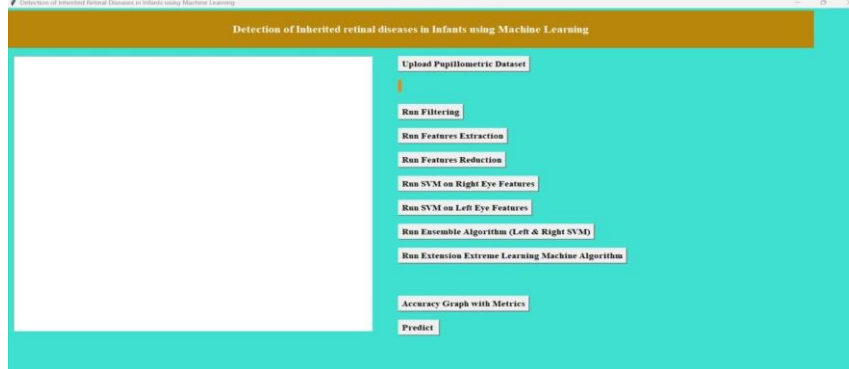 Detection of Inherited Retinal Diseases in Infants using Machine Learning
Detection of Inherited retinal diseases in Infants using Machine Learning
Upload Pupillometric Dataset
Run Filtering
Run Features Extraction
Run Features Reduction
Run SVM on Right Eye Features
Run SVM on Left Eye Features
Run Ensemble Algorithm (Left & Right SVM)
Run Extension Extreme Learning Machine Algorithm
Accuracy Graph with Metrics
Predict